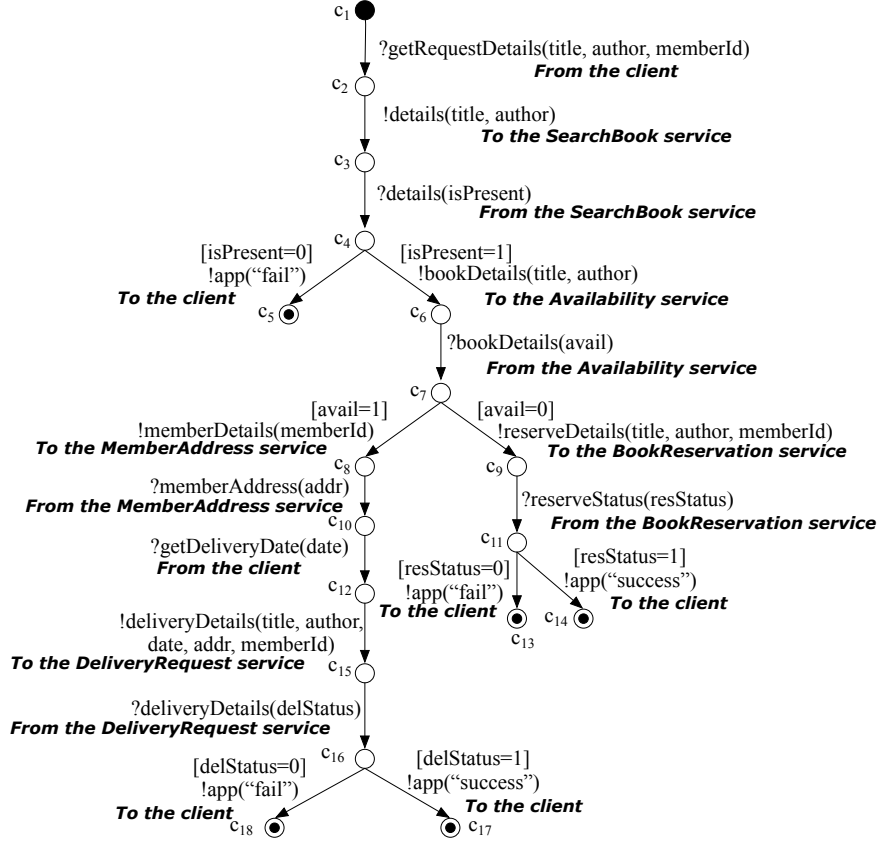 c1
?getRequestDetails(title, author, memberId)
From the client
c2
!details(title, author)
To the SearchBook service
c3
?details(isPresent)
From the SearchBook service
c4
[isPresent=0]
!app(“fail”)
To the client
c5
[isPresent=1]
!bookDetails(title, author)
To the Availability service
c6
?bookDetails(avail)
From the Availability service
c7
[avail=1]
!memberDetails(memberId)
To the MemberAddress service
c8
[avail=0]
!reserveDetails(title, author, memberId)
To the BookReservation service
c9
?memberAddress(addr)
From the MemberAddress service
c10
?reserveStatus(resStatus)
From the BookReservation service
c11
?getDeliveryDate(date)
From the client
c12
[resStatus=0]
!app(“fail”)
To the client
c13
[resStatus=1]
!app(“success”)
To the client
c14
!deliveryDetails(title, author,
date, addr, memberId)
To the DeliveryRequest service
c15
?deliveryDetails(delStatus)
From the DeliveryRequest service
c16
[delStatus=0]
!app(“fail”)
To the client
c18
[delStatus=1]
!app(“success”)
To the client
c17